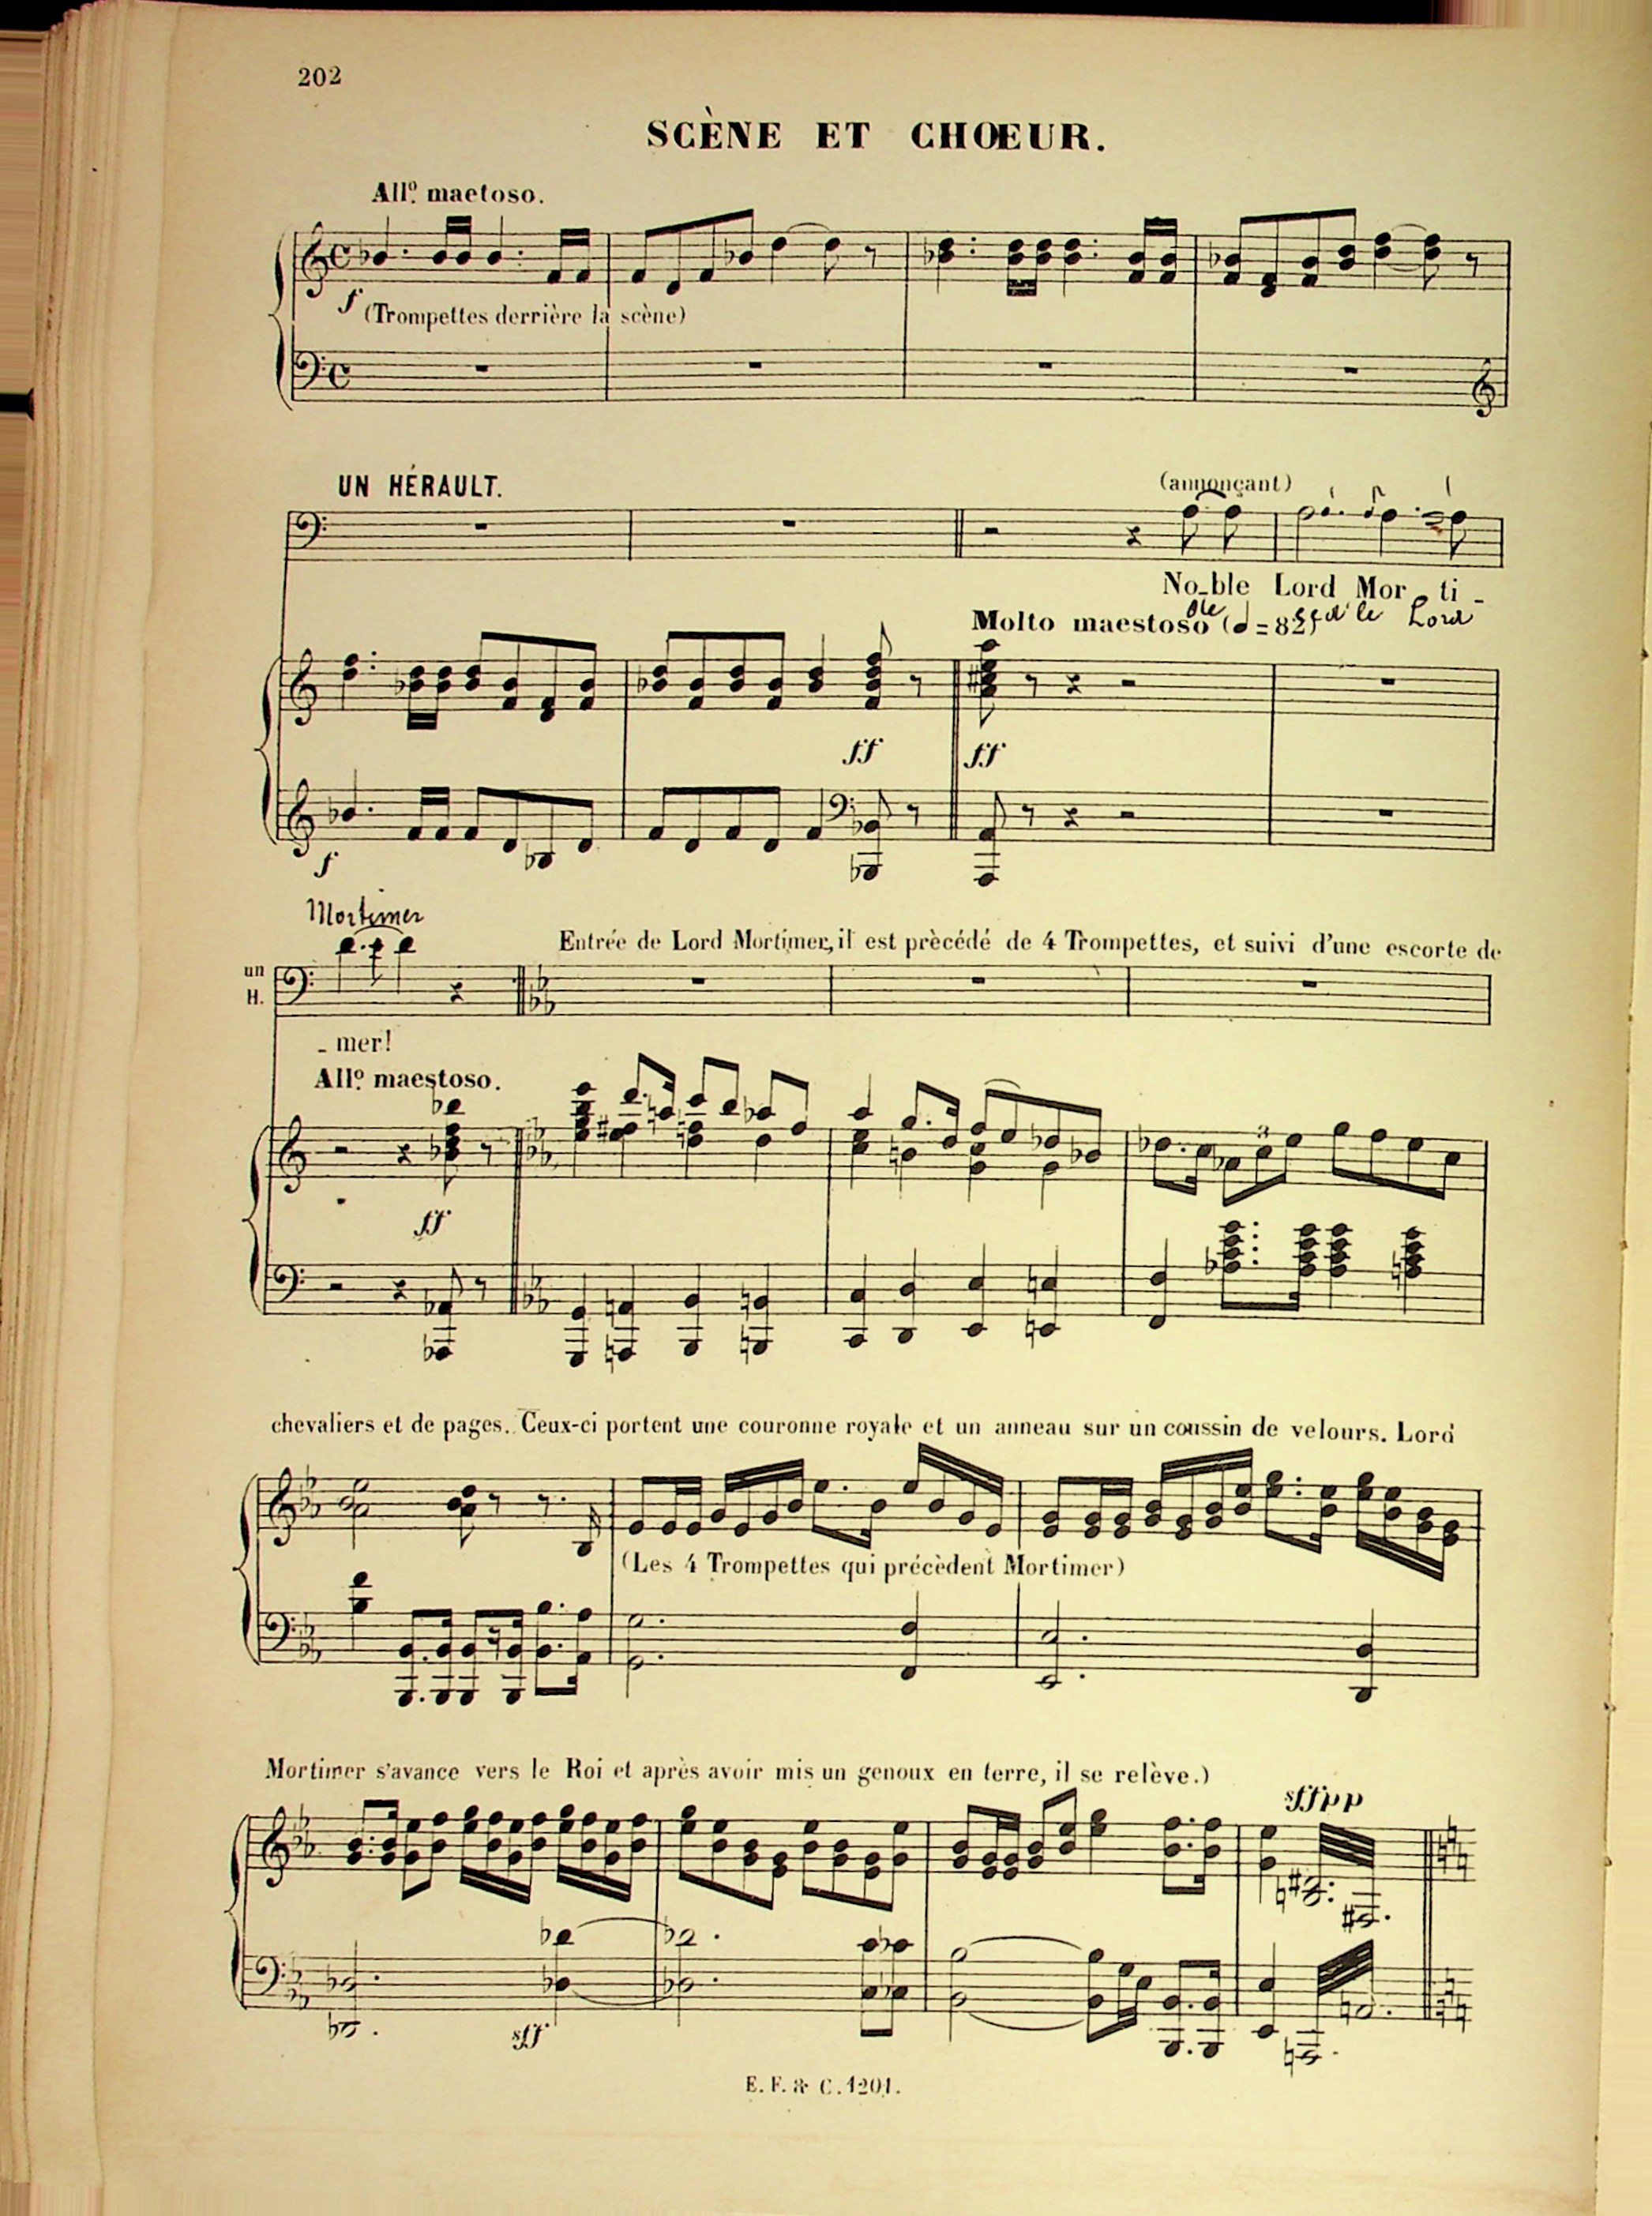 202
SCÈNE ET CHŒUR.
All.º maetoso.
f
(Trompettes derrière la scène)
UN HÉRAULT.
(annonçant)
No_ble Lord Mor_ti_
Molto maestoso (𝅗𝅥=82)
le Lord
ff ff
f
Mortimer
Entrée de Lord Mortimer, il est prècédé de 4 Trompettes, et suivi d'une escorte de
un
H.
_mer!
All.º maestoso.
3
ff
chevaliers et de pages. Ceux-ci portent une couronne royale et un anneau sur un coussin de velours. Lord
(Les 4 Trompettes qui précèdent Mortimer)
Mortimer s'avance vers le Roi et après avoir mis un genoux en terre, il se relève.)
sffpp
sff
E. F. & C. 1201.